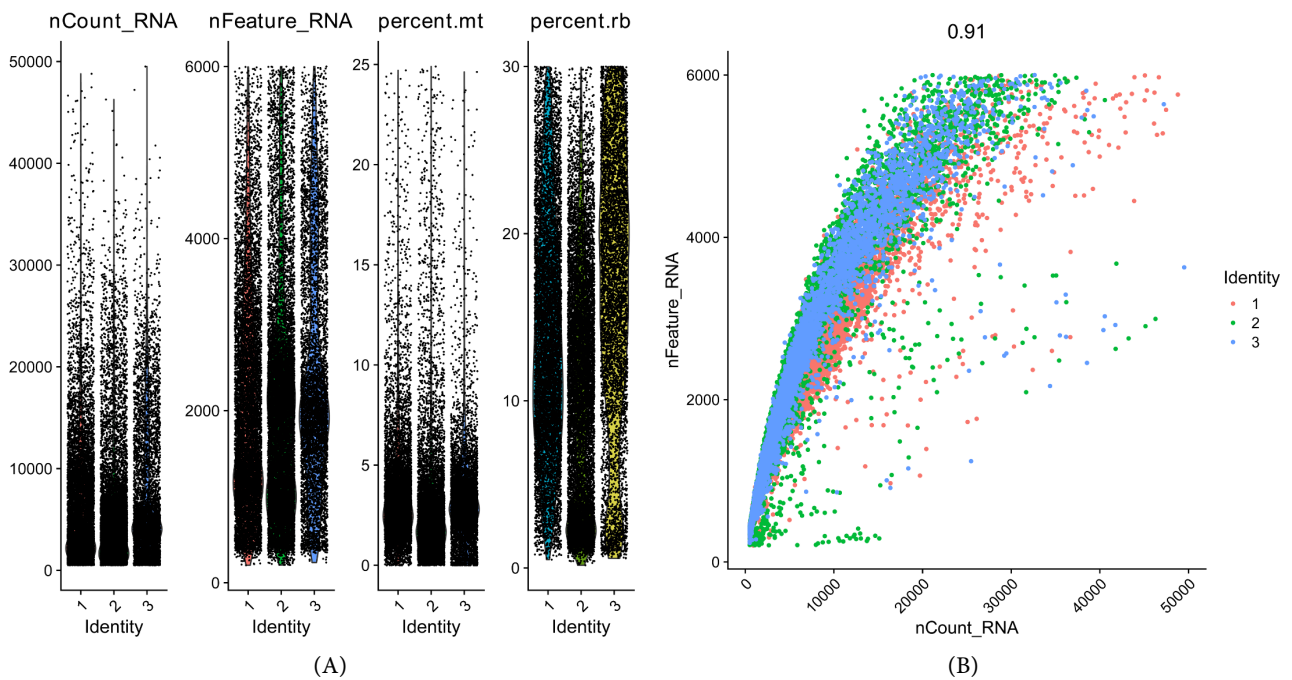 nCount_RNA
50000
40000
30000
20000
10000
0
1 2 3
Identity
nFeature_RNA
6000
4000
2000
0
1 2 3
Identity
percent.mt
25
20
15
10
5
0
1 2 3
Identity
percent.rb
30
20
10
0
1 2 3
Identity
(A)
0.91
nFeature_RNA
6000
4000
2000
0
0 10000 20000 30000 40000 50000
nCount_RNA
Identity
1
2
3
(B)